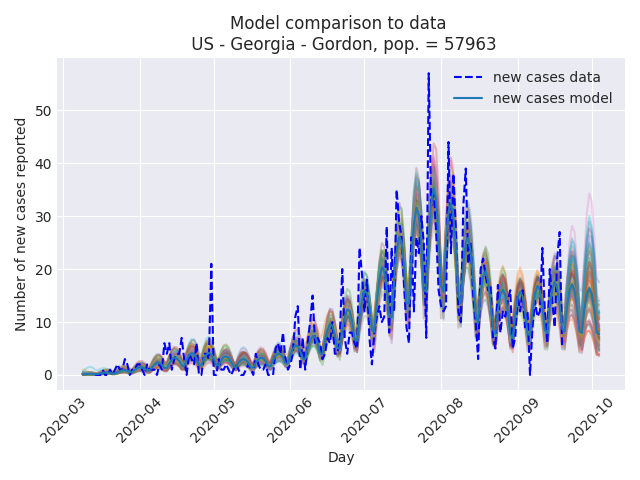 Model comparison to data
US - Georgia - Gordon, pop. = 57963
new cases data
new cases model
Number of new cases reported
50
40
30
20
10
0
2020-03
2020-04
2020-05
2020-06
2020-07
2020-08
2020-09
2020-10
Day